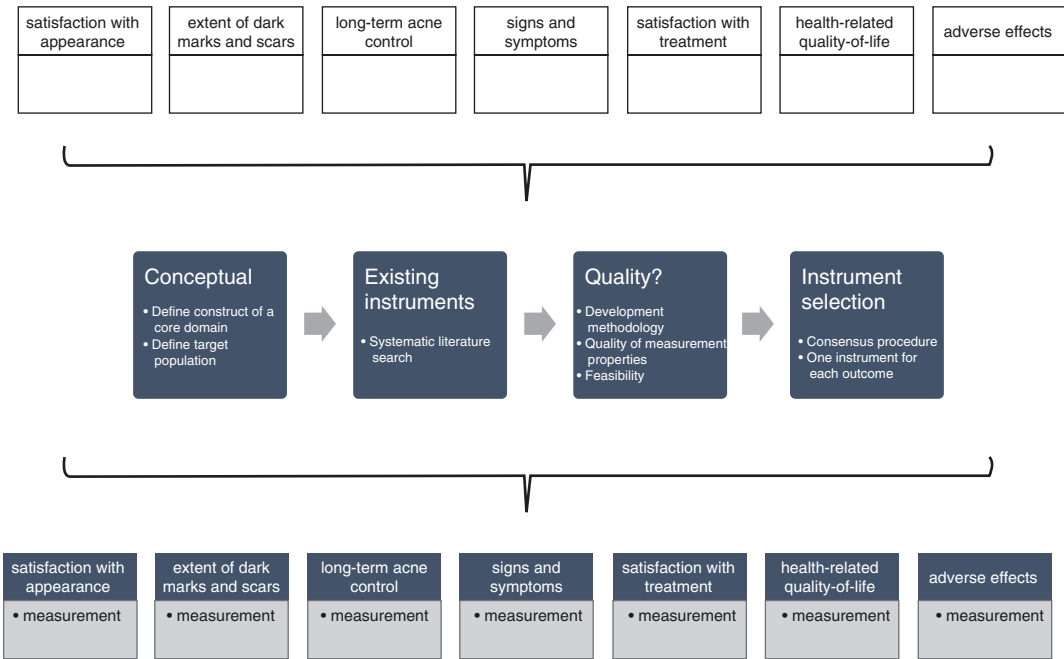 satisfaction with
appearance
extent of dark
marks and scars
long-term acne
control
signs and
symptoms
satisfaction with
treatment
health-related
quality-of-life
adverse effects
Conceptual
• Define construct of a
core domain
• Define target
population
Existing
instruments
• Systematic literature
search
Quality?
• Development
methodology
• Quality of measurement
properties
• Feasibility
Instrument
selection
• Consensus procedure
• One instrument for
each outcome
satisfaction with
appearance
• measurement
extent of dark
marks and scars
• measurement
long-term acne
control
• measurement
signs and
symptoms
• measurement
satisfaction with
treatment
• measurement
health-related
quality-of-life
• measurement
adverse effects
• measurement